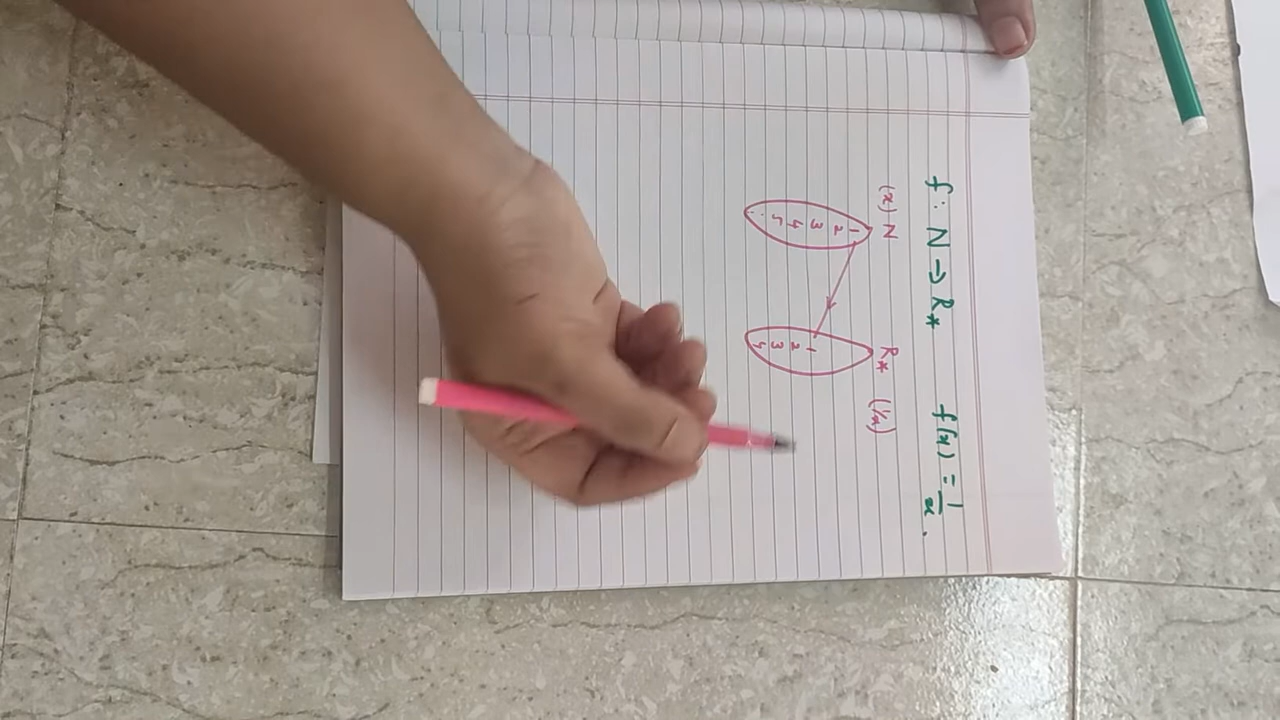 f : N → R* f(x) = 1/x.
(x) N R* (1/x)
1 1
2 2
3 3
4 4
5